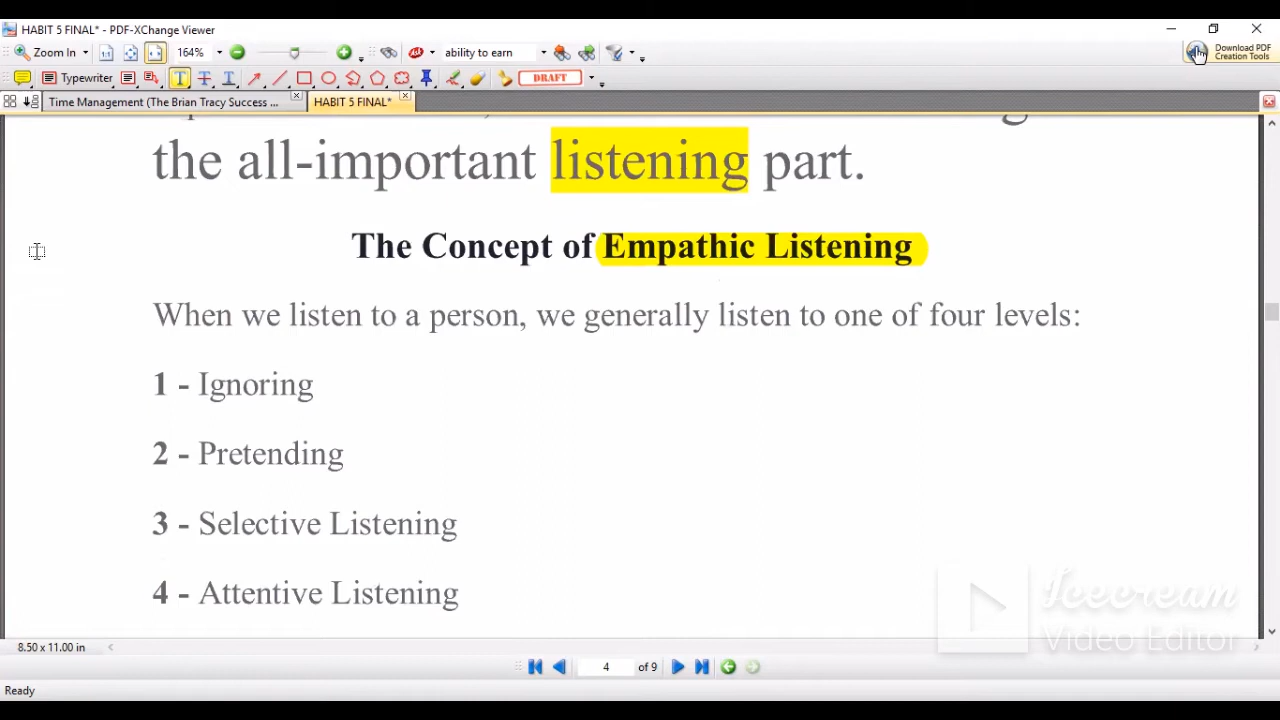 HABIT 5 FINAL* - PDF-XChange Viewer
Zoom In 164% ability to earn Download PDF
Creation Tools
Typewriter DRAFT
Time Management (The Brian Tracy Success ... HABIT 5 FINAL*
the all-important listening part.
The Concept of Empathic Listening
When we listen to a person, we generally listen to one of four levels:
1 - Ignoring
2 - Pretending
3 - Selective Listening
4 - Attentive Listening
Icecream
Video Editor
8.50 x 11.00 in
4 of 9
Ready